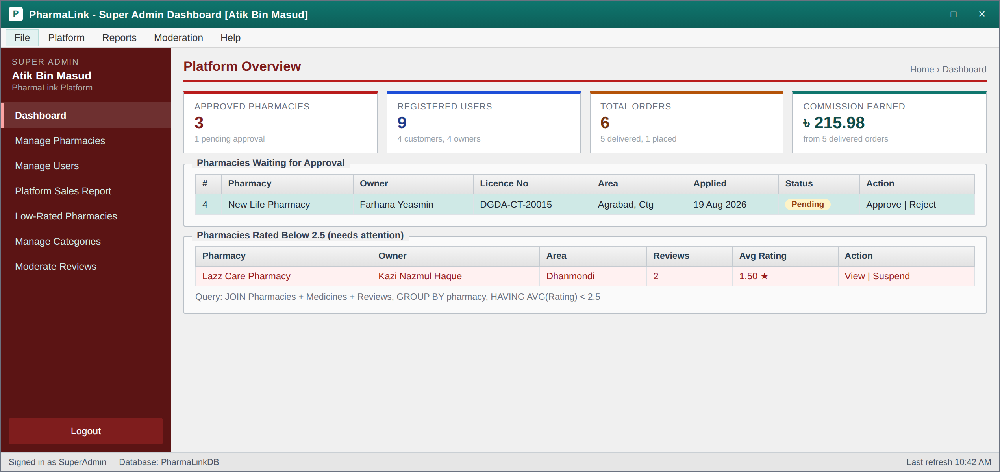 P PharmaLink - Super Admin Dashboard [Atik Bin Masud]
File Platform Reports Moderation Help
SUPER ADMIN
Atik Bin Masud
PharmaLink Platform
Dashboard
Manage Pharmacies
Manage Users
Platform Sales Report
Low-Rated Pharmacies
Manage Categories
Moderate Reviews
Logout
Platform Overview
Home › Dashboard
APPROVED PHARMACIES
3
1 pending approval
REGISTERED USERS
9
4 customers, 4 owners
TOTAL ORDERS
6
5 delivered, 1 placed
COMMISSION EARNED
৳ 215.98
from 5 delivered orders
Pharmacies Waiting for Approval
# Pharmacy Owner Licence No Area Applied Status Action
4 New Life Pharmacy Farhana Yeasmin DGDA-CT-20015 Agrabad, Ctg 19 Aug 2026 Pending Approve | Reject
Pharmacies Rated Below 2.5 (needs attention)
Pharmacy Owner Area Reviews Avg Rating Action
Lazz Care Pharmacy Kazi Nazmul Haque Dhanmondi 2 1.50 ★ View | Suspend
Query: JOIN Pharmacies + Medicines + Reviews, GROUP BY pharmacy, HAVING AVG(Rating) < 2.5
Signed in as SuperAdmin Database: PharmaLinkDB Last refresh 10:42 AM